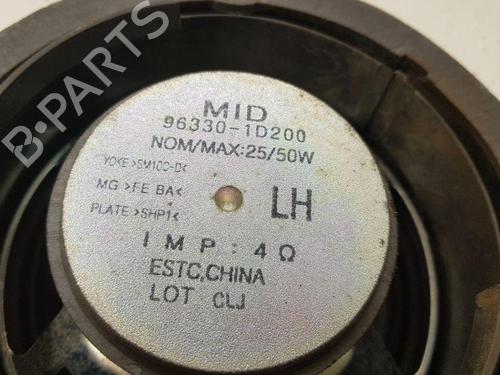 MID
96330-1D200
NOM/MAX:25/50W
YOKE >SM10C-D<
MG >FE BA<
PLATE >SHP1<
LH
IMP: 4Ω
ESTC,CHINA
LOT CLJ
B-PARTS